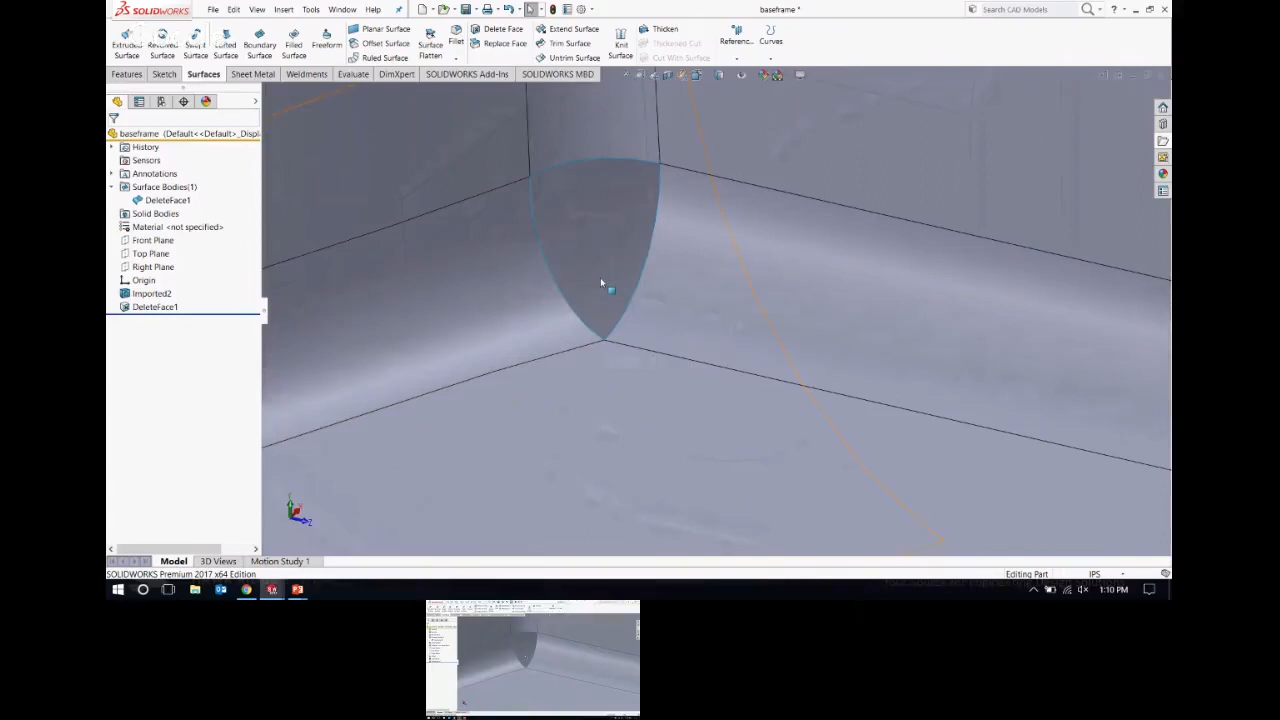 SOLIDWORKS File Edit View Insert Tools Window Help baseframe * Search CAD Models
Planar Surface Delete Face Extend Surface Thicken
Offset Surface Replace Face Trim Surface Thickened Cut
Ruled Surface Untrim Surface Cut With Surface
Extruded Surface Revolved Surface Swept Surface Lofted Surface Boundary Surface Filled Surface Freeform Surface Flatten Fillet Knit Surface Referenc... Curves
Features Sketch Surfaces Sheet Metal Weldments Evaluate DimXpert SOLIDWORKS Add-Ins SOLIDWORKS MBD
baseframe (Default<<Default>_Displ
History
Sensors
Annotations
Surface Bodies(1)
DeleteFace1
Solid Bodies
Material <not specified>
Front Plane
Top Plane
Right Plane
Origin
Imported2
DeleteFace1
Z
Model 3D Views Motion Study 1
SOLIDWORKS Premium 2017 x64 Edition Editing Part IPS
1:10 PM